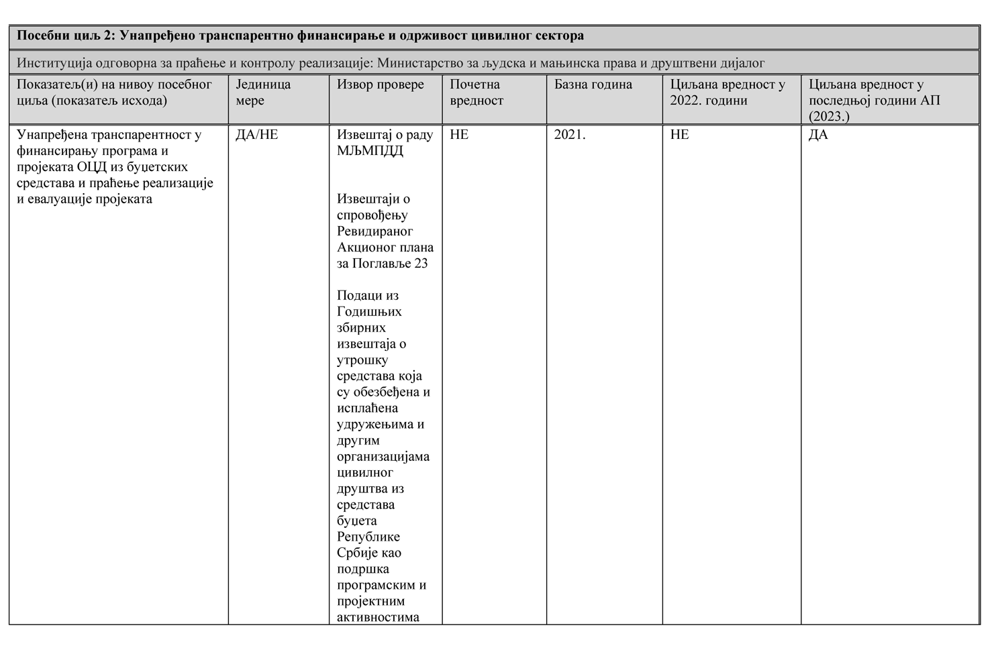 Посебни циљ 2: Унапређено транспарентно финансирање и одрживост цивилног сектора
Институција одговорна за праћење и контролу реализације: Министарство за људска и мањинска права и друштвени дијалог
Показатељ(и) на нивоу посебног
циља (показатељ исхода)
Јединица
мере
Извор провере
Почетна
вредност
Базна година
Циљана вредност у
2022. години
Циљана вредност у
последњој години АП
(2023.)
Унапређена транспарентност у
финансирању програма и
пројеката ОЦД из буџетских
средстава и праћење реализације
и евалуације пројеката
ДА/НЕ
Извештај о раду
МЉМПДД
Извештаји о
спровођењу
Ревидираног
Акционог плана
за Поглавље 23
Подаци из
Годишњих
збирних
извештаја о
утрошку
средстава која
су обезбеђена и
исплаћена
удружењима и
другим
организацијама
цивилног
друштва из
средстава
буџета
Републике
Србије као
подршка
програмским и
пројектним
активностима
НЕ
2021.
НЕ
ДА